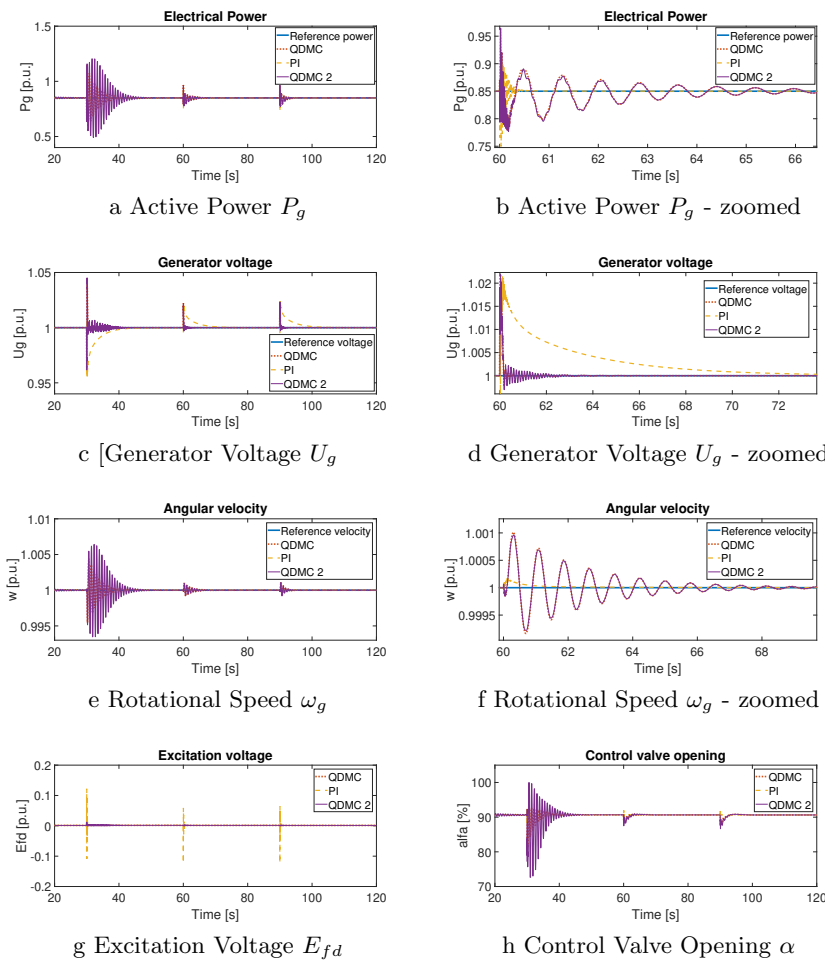 Electrical Power
1.5
1
0.5
Pg [p.u.]
Reference power
QDMC
PI
QDMC 2
20 40 60 80 100 120
Time [s]
a Active Power Pg
Electrical Power
0.95
0.9
0.85
0.8
0.75
Pg [p.u.]
Reference power
QDMC
PI
QDMC 2
60 61 62 63 64 65 66
Time [s]
b Active Power Pg - zoomed
Generator voltage
1.05
1
0.95
Ug [p.u.]
Reference voltage
QDMC
PI
QDMC 2
20 40 60 80 100 120
Time [s]
c [Generator Voltage Ug
Generator voltage
1.02
1.015
1.01
1.005
1
Ug [p.u.]
Reference voltage
QDMC
PI
QDMC 2
60 62 64 66 68 70 72
Time [s]
d Generator Voltage Ug - zoomed
Angular velocity
1.01
1.005
1
0.995
w [p.u.]
Reference velocity
QDMC
PI
QDMC 2
20 40 60 80 100 120
Time [s]
e Rotational Speed ωg
Angular velocity
1.001
1.0005
1
0.9995
w [p.u.]
Reference velocity
QDMC
PI
QDMC 2
60 62 64 66 68
Time [s]
f Rotational Speed ωg - zoomed
Excitation voltage
0.2
0.1
0
-0.1
-0.2
Efd [p.u.]
QDMC
PI
QDMC 2
20 40 60 80 100 120
Time [s]
g Excitation Voltage Efd
Control valve opening
100
90
80
70
alfa [%]
QDMC
PI
QDMC 2
20 40 60 80 100 120
Time [s]
h Control Valve Opening α